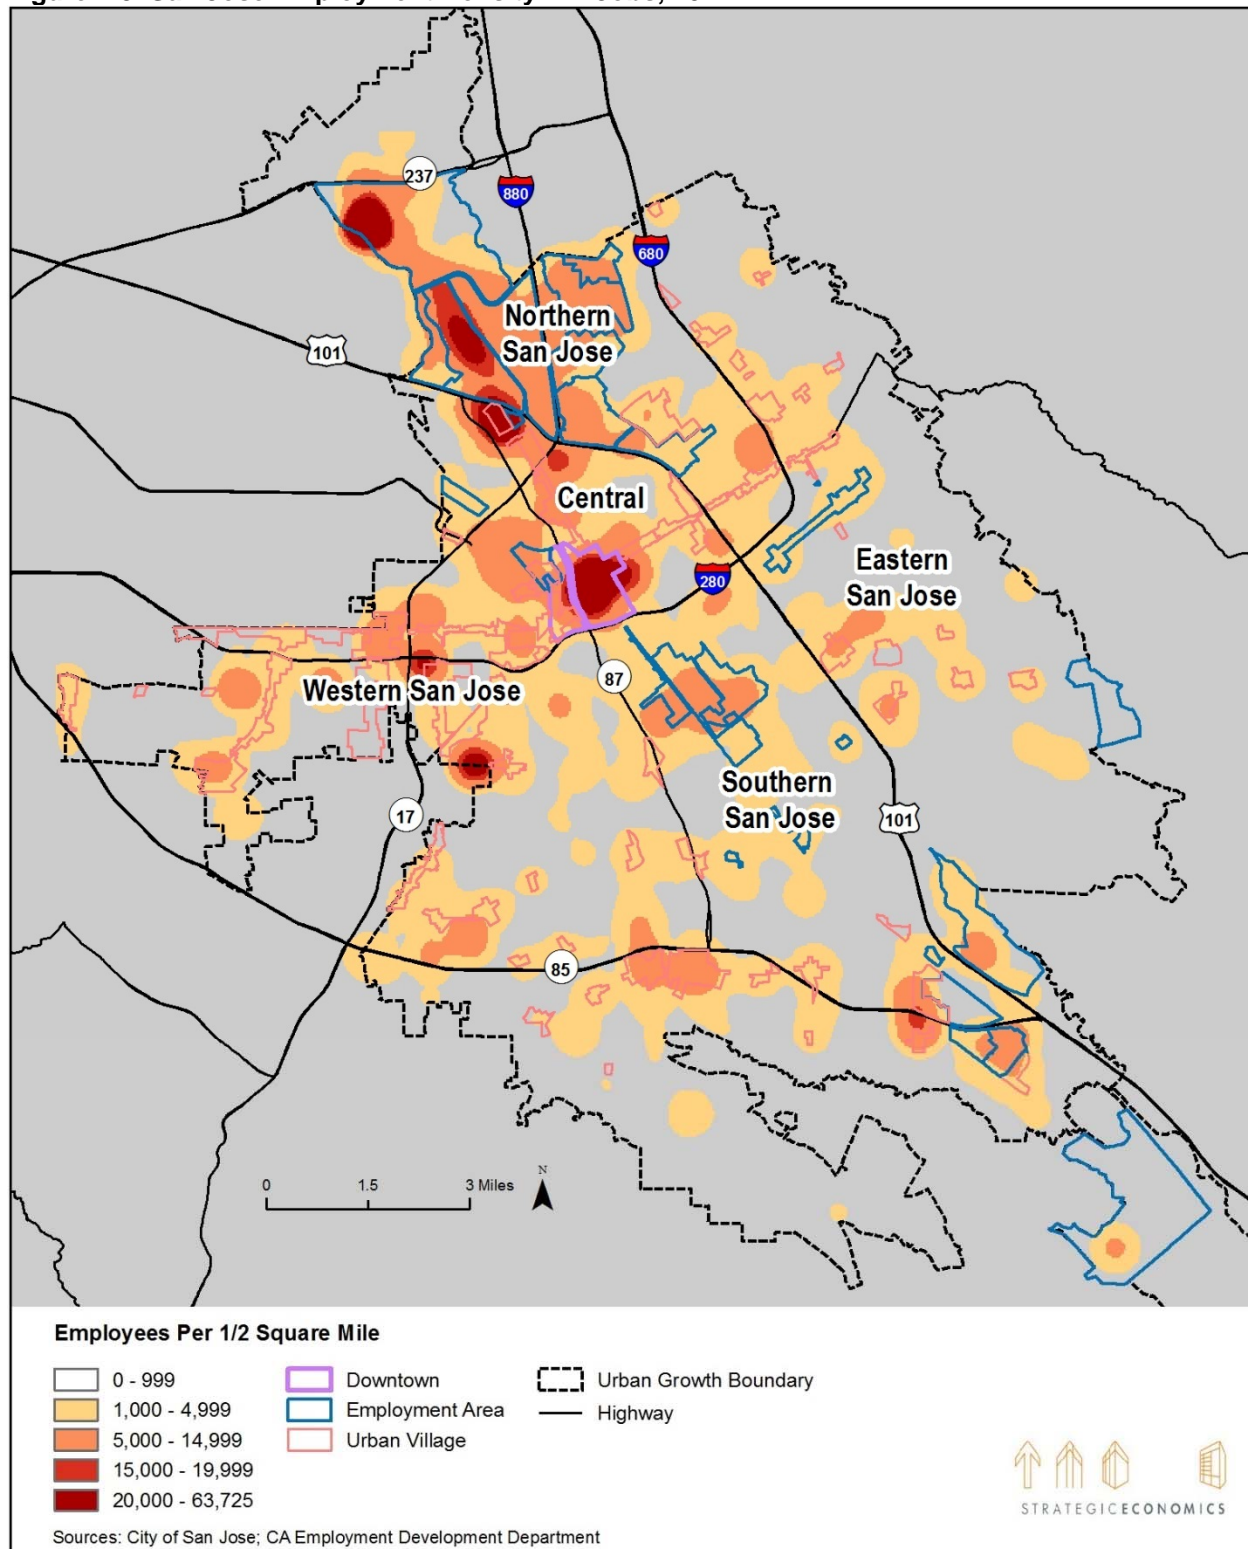 237
880
680
Northern
San Jose
101
Central
Eastern
San Jose
280
Western San Jose
87
Southern
San Jose
17
101
85
N
0 1.5 3 Miles
Employees Per 1/2 Square Mile
0 - 999
1,000 - 4,999
5,000 - 14,999
15,000 - 19,999
20,000 - 63,725
Downtown
Employment Area
Urban Village
Urban Growth Boundary
Highway
STRATEGICECONOMICS
Sources: City of San Jose; CA Employment Development Department